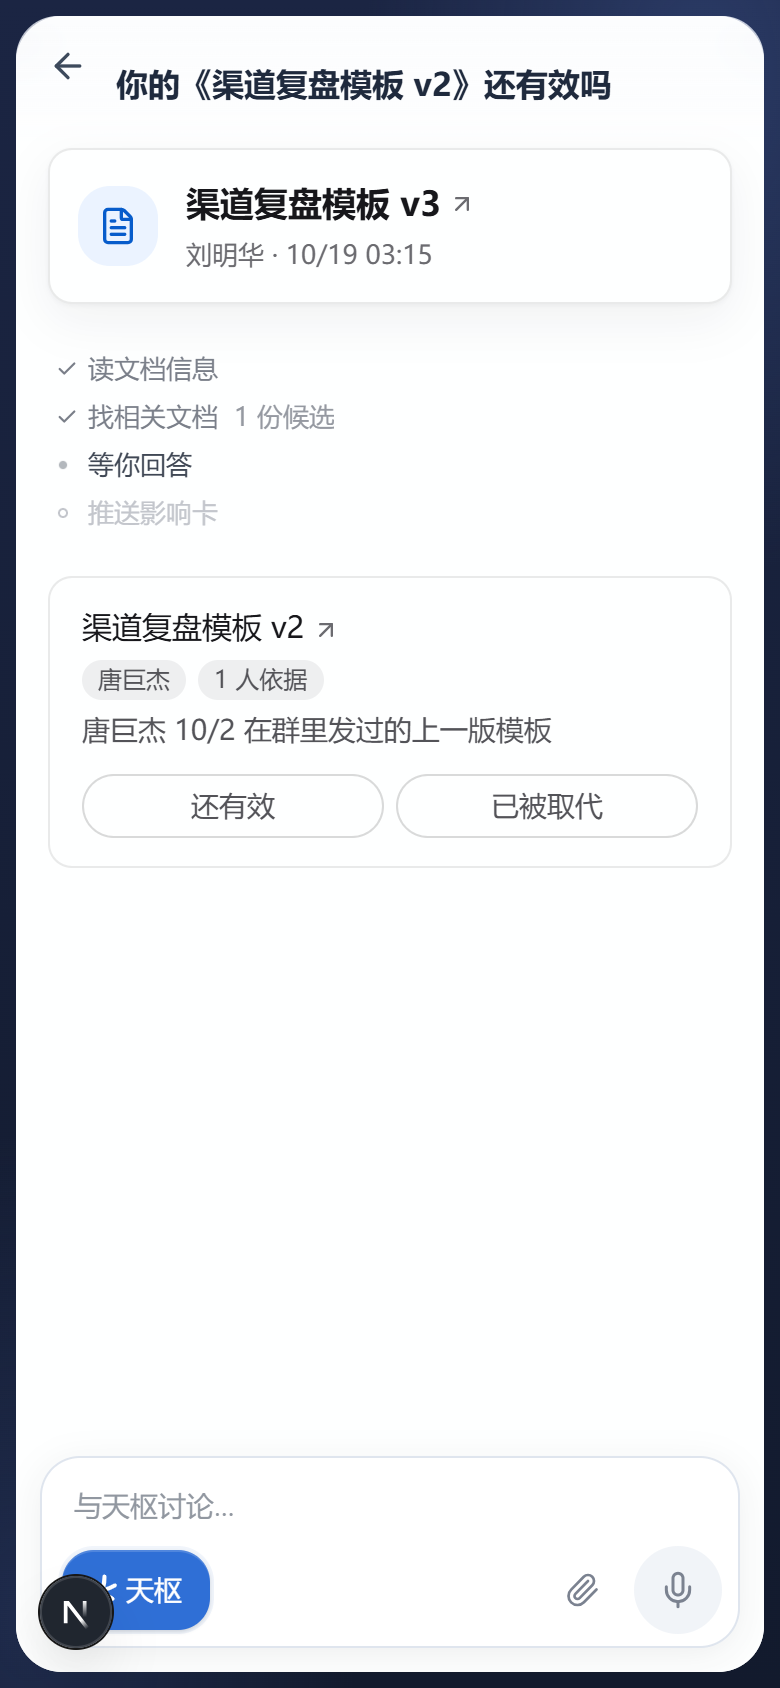 你的《渠道复盘模板 v2》还有效吗
渠道复盘模板 v3
刘明华 · 10/19 03:15
读文档信息
找相关文档 1 份候选
等你回答
推送影响卡
渠道复盘模板 v2
唐巨杰 1 人依据
唐巨杰 10/2 在群里发过的上一版模板
还有效 已被取代
与天枢讨论...
天枢
N